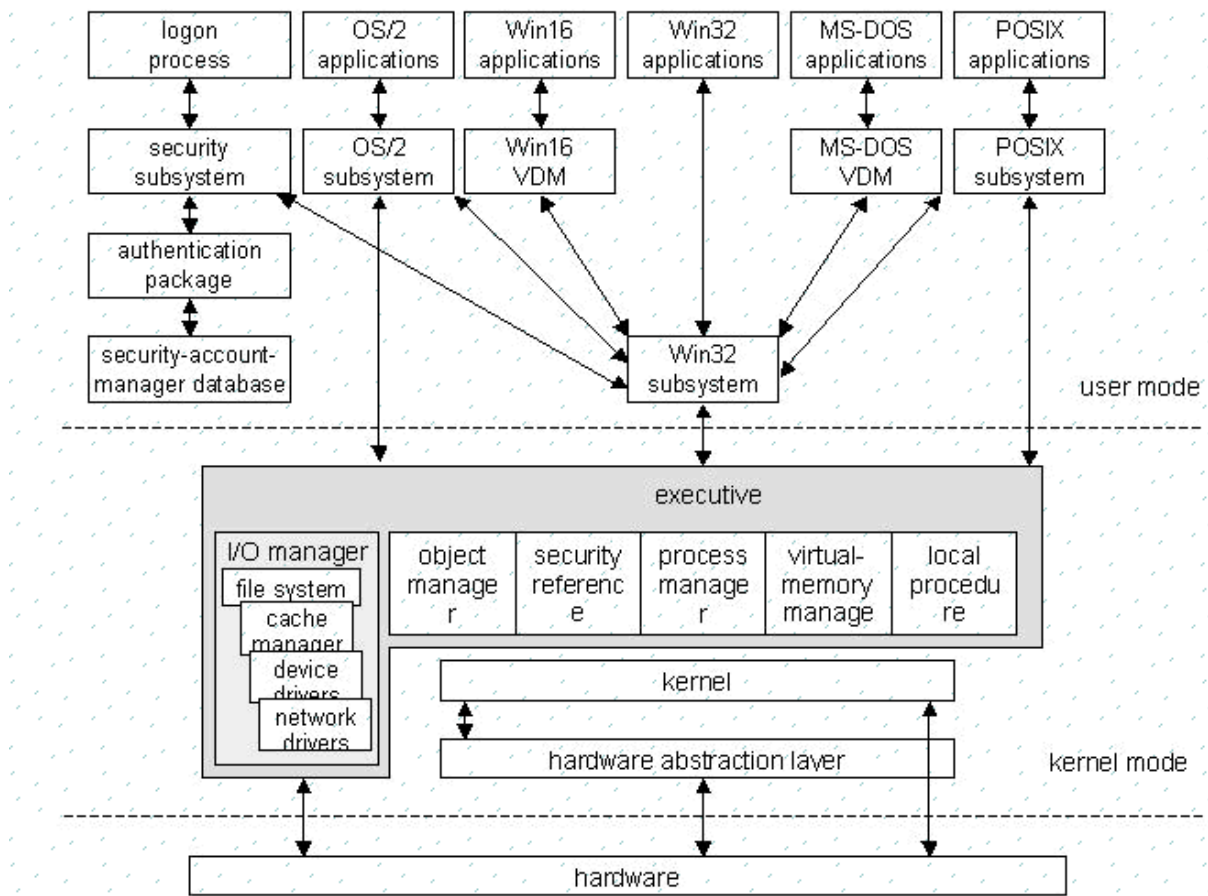 logon
process
OS/2
applications
Win16
applications
Win32
applications
MS-DOS
applications
POSIX
applications
security
subsystem
OS/2
subsystem
Win16
VDM
MS-DOS
VDM
POSIX
subsystem
authentication
package
security-account-
manager database
Win32
subsystem
user mode
executive
I/O manager
file system
cache
manager
device
drivers
network
drivers
object
manage
r
security
referenc
e
process
manage
r
virtual-
memory
manage
local
procedu
re
kernel
hardware abstraction layer
kernel mode
hardware